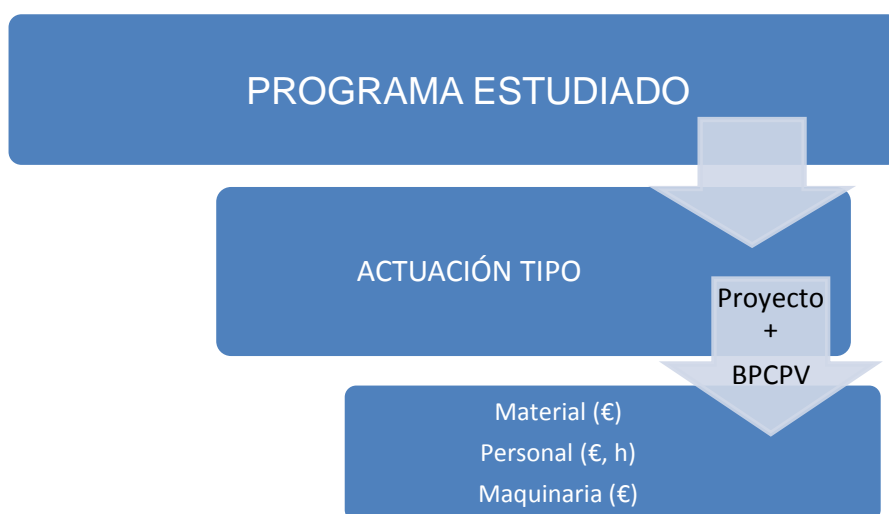 PROGRAMA ESTUDIADO
ACTUACIÓN TIPO
Proyecto
+
BPCPV
Material (€)
Personal (€, h)
Maquinaria (€)